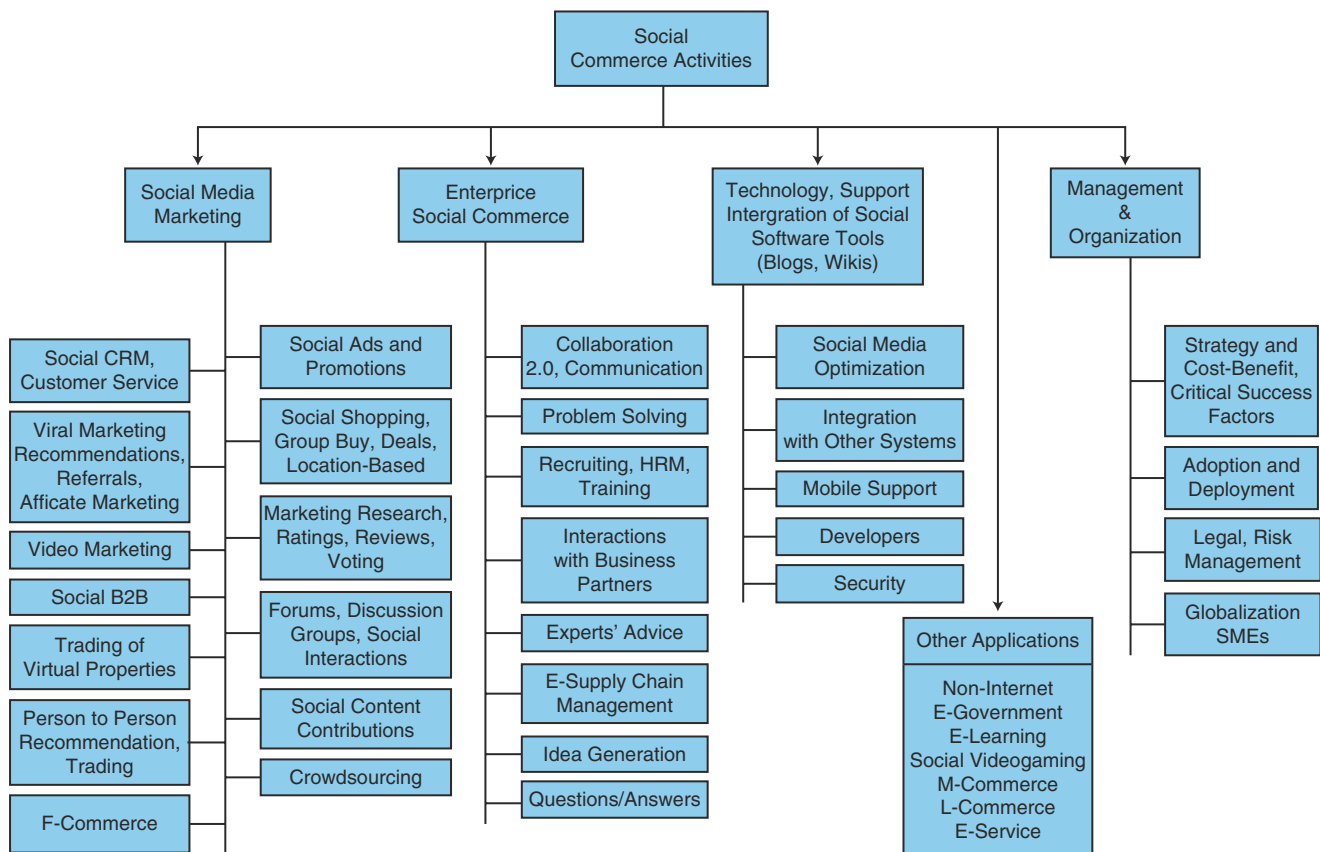 Social
Commerce Activities
Social Media
Marketing
Enterprice
Social Commerce
Technology, Support
Intergration of Social
Software Tools
(Blogs, Wikis)
Management
&
Organization
Social CRM,
Customer Service
Viral Marketing
Recommendations,
Referrals,
Afficate Marketing
Video Marketing
Social B2B
Trading of
Virtual Properties
Person to Person
Recommendation,
Trading
F-Commerce
Social Ads and
Promotions
Social Shopping,
Group Buy, Deals,
Location-Based
Marketing Research,
Ratings, Reviews,
Voting
Forums, Discussion
Groups, Social
Interactions
Social Content
Contributions
Crowdsourcing
Collaboration
2.0, Communication
Problem Solving
Recruiting, HRM,
Training
Interactions
with Business
Partners
Experts’ Advice
E-Supply Chain
Management
Idea Generation
Questions/Answers
Social Media
Optimization
Integration
with Other Systems
Mobile Support
Developers
Security
Other Applications
Non-Internet
E-Government
E-Learning
Social Videogaming
M-Commerce
L-Commerce
E-Service
Strategy and
Cost-Benefit,
Critical Success
Factors
Adoption and
Deployment
Legal, Risk
Management
Globalization
SMEs